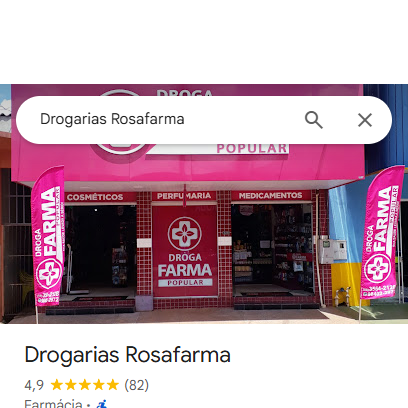 DROGA
Drogarias Rosafarma
POPULAR
COSMÉTICOS
PERFUMARIA
MEDICAMENTOS
DROGA
FARMA
POPULAR
DROGA
FARMA
POPULAR
DROGA
FARMA
Drogarias Rosafarma
4,9 (82)
Farmácia ·